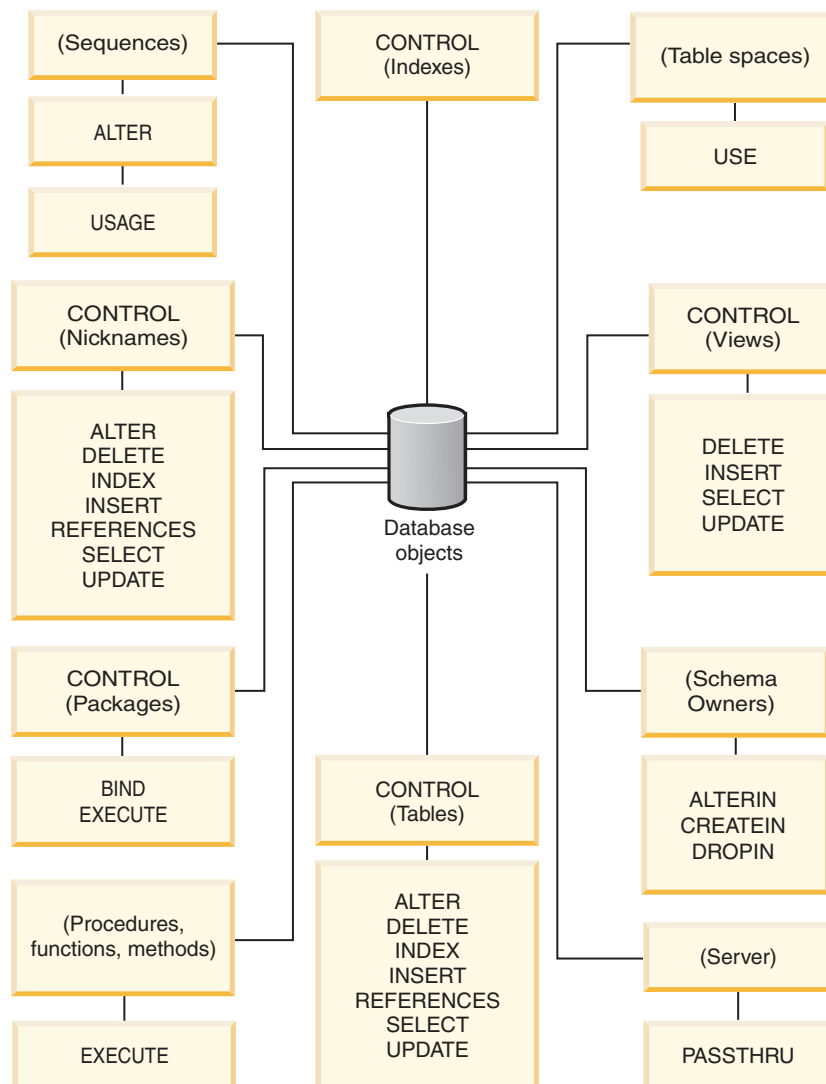 (Sequences)
ALTER
USAGE
CONTROL
(Indexes)
(Table spaces)
USE
CONTROL
(Nicknames)
ALTER
DELETE
INDEX
INSERT
REFERENCES
SELECT
UPDATE
Database
objects
CONTROL
(Views)
DELETE
INSERT
SELECT
UPDATE
CONTROL
(Packages)
BIND
EXECUTE
(Schema
Owners)
ALTERIN
CREATEIN
DROPIN
(Procedures,
functions, methods)
EXECUTE
CONTROL
(Tables)
ALTER
DELETE
INDEX
INSERT
REFERENCES
SELECT
UPDATE
(Server)
PASSTHRU